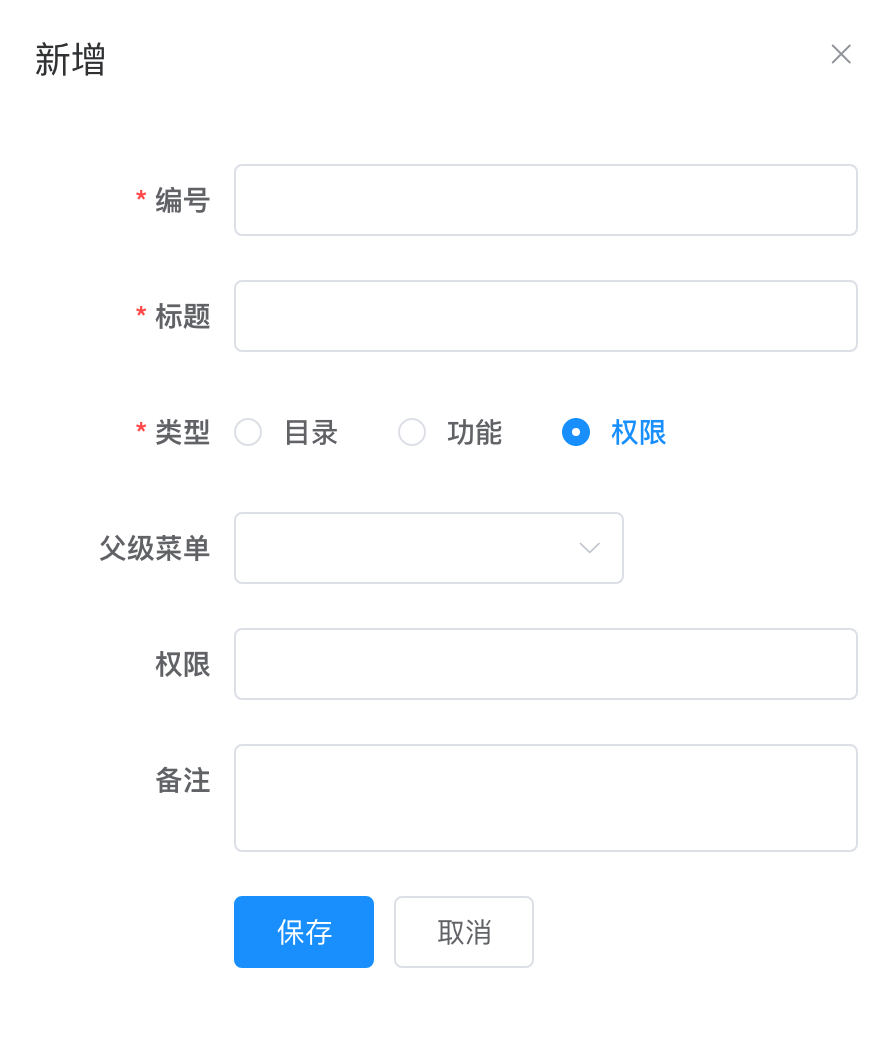 新增
* 编号
* 标题
* 类型 目录 功能 权限
父级菜单
权限
备注
保存 取消